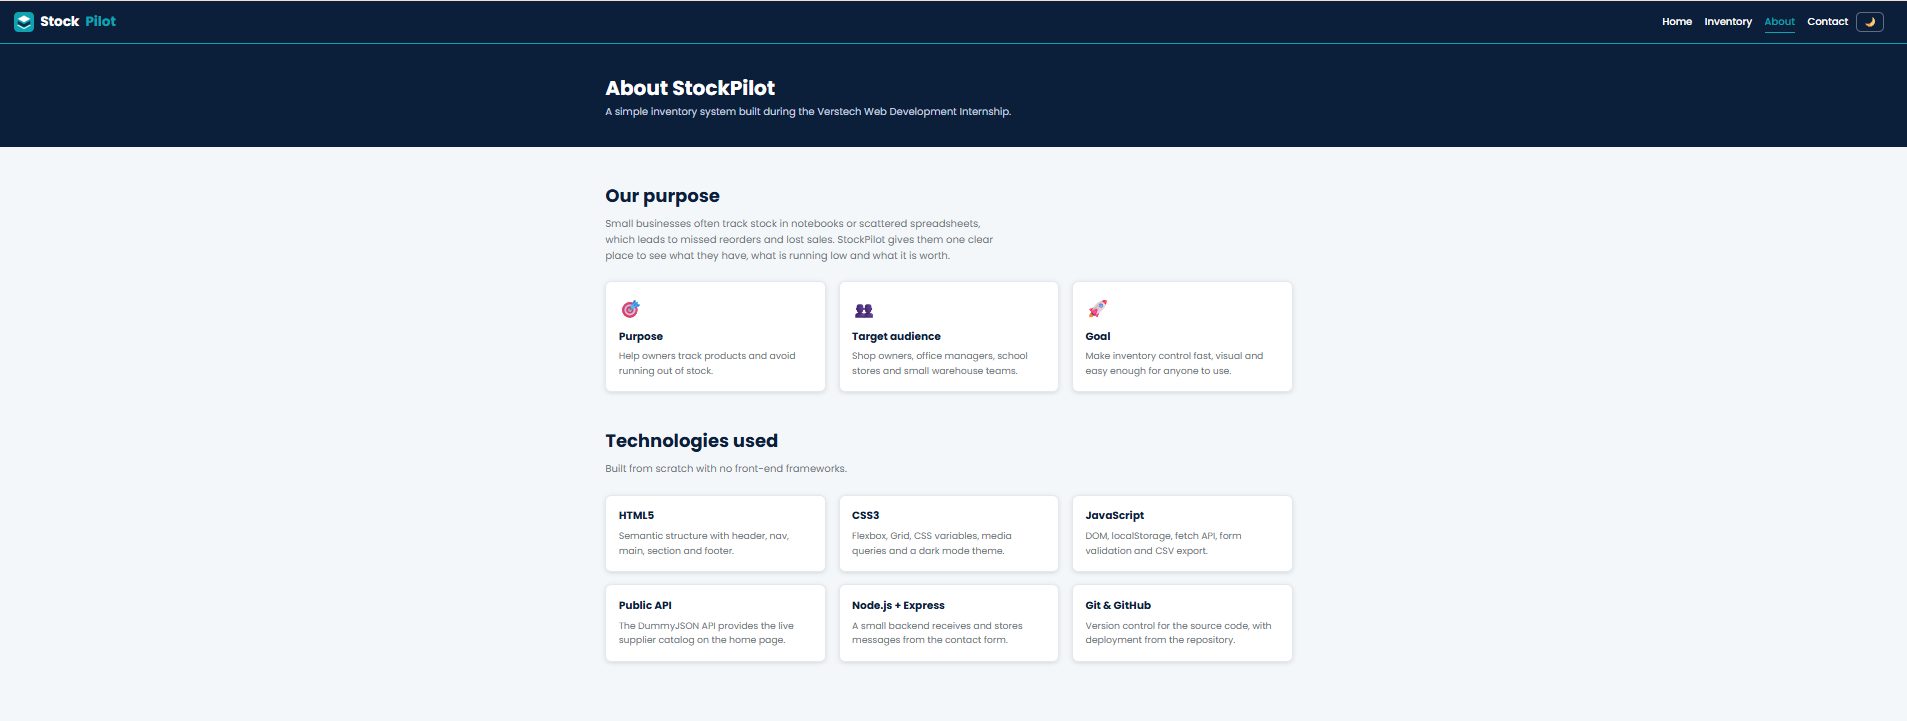 Stock Pilot
Home Inventory About Contact
About StockPilot
A simple inventory system built during the Verstech Web Development Internship.
Our purpose
Small businesses often track stock in notebooks or scattered spreadsheets,
which leads to missed reorders and lost sales. StockPilot gives them one clear
place to see what they have, what is running low and what it is worth.
Purpose
Help owners track products and avoid
running out of stock.
Target audience
Shop owners, office managers, school
stores and small warehouse teams.
Goal
Make inventory control fast, visual and
easy enough for anyone to use.
Technologies used
Built from scratch with no front-end frameworks.
HTML5
Semantic structure with header, nav,
main, section and footer.
CSS3
Flexbox, Grid, CSS variables, media
queries and a dark mode theme.
JavaScript
DOM, localStorage, fetch API, form
validation and CSV export.
Public API
The DummyJSON API provides the live
supplier catalog on the home page.
Node.js + Express
A small backend receives and stores
messages from the contact form.
Git & GitHub
Version control for the source code, with
deployment from the repository.